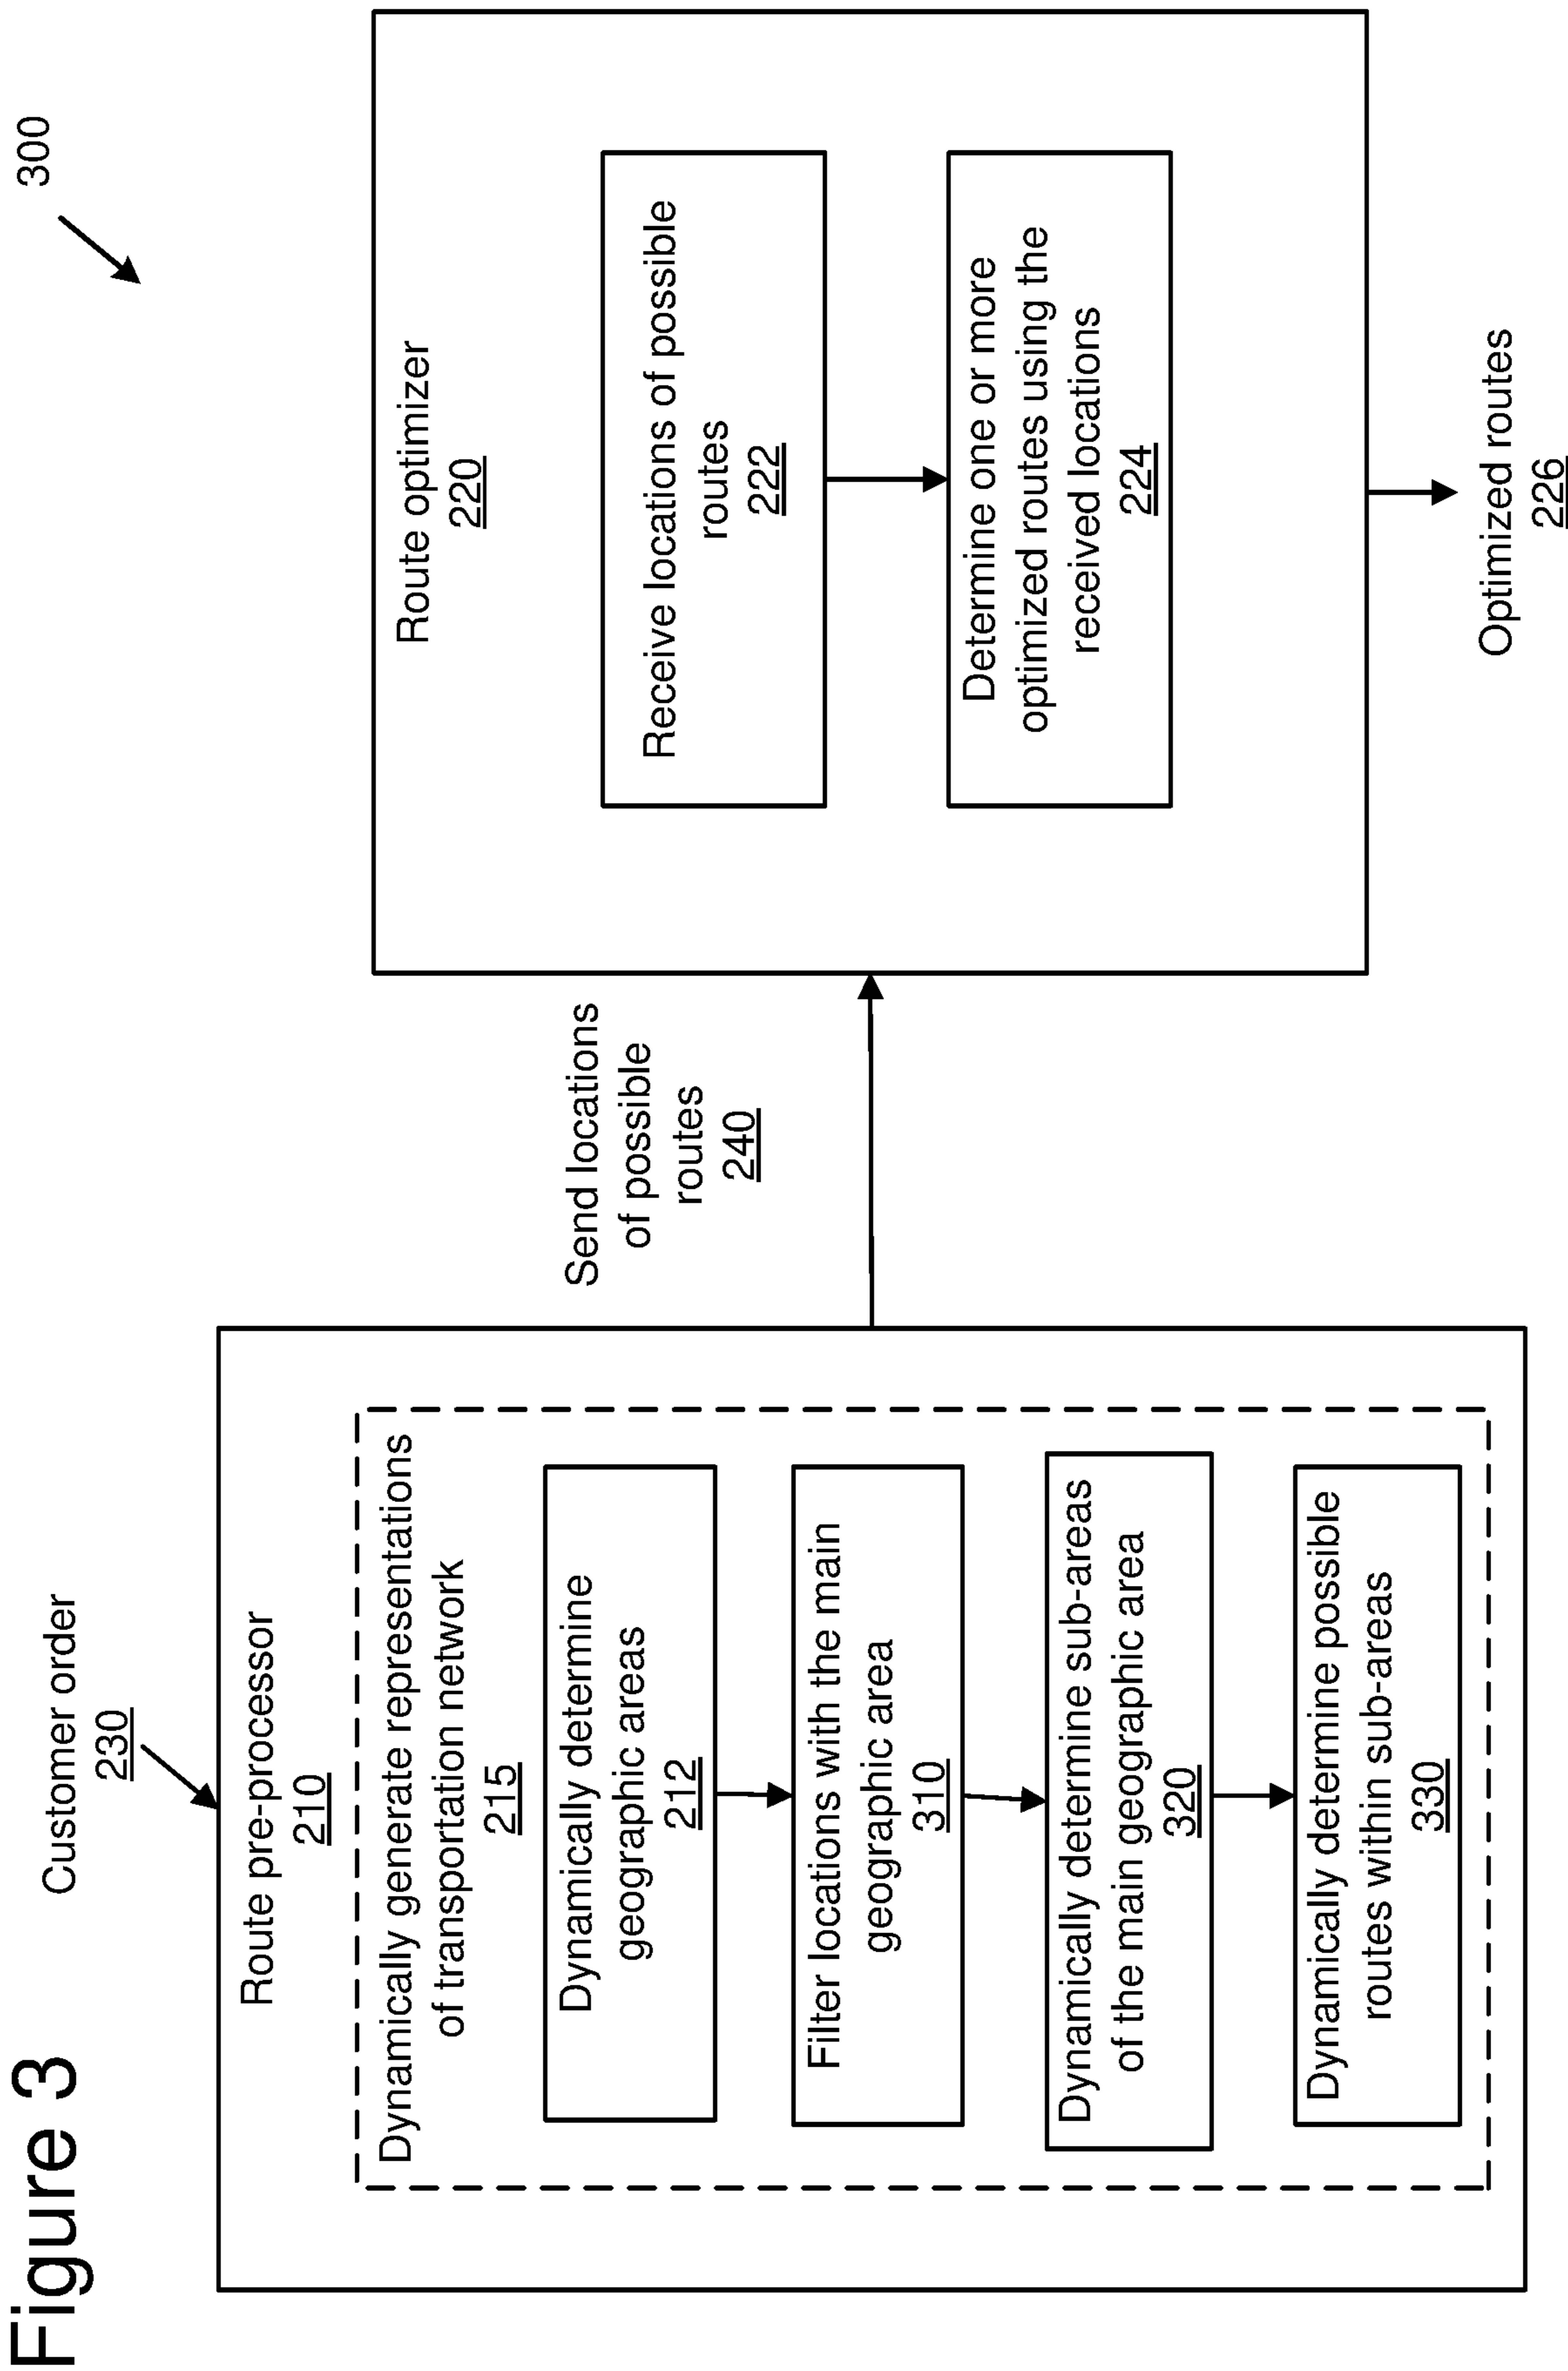 Figure 3
300
Customer order
230
Route pre-processor
210
Dynamically generate representations
of transportation network
215
Dynamically determine
geographic areas
212
Filter locations with the main
geographic area
310
Dynamically determine sub-areas
of the main geographic area
320
Dynamically determine possible
routes within sub-areas
330
Send locations
of possible
routes
240
Route optimizer
220
Receive locations of possible
routes
222
Determine one or more
optimized routes using the
received locations
224
Optimized routes
226